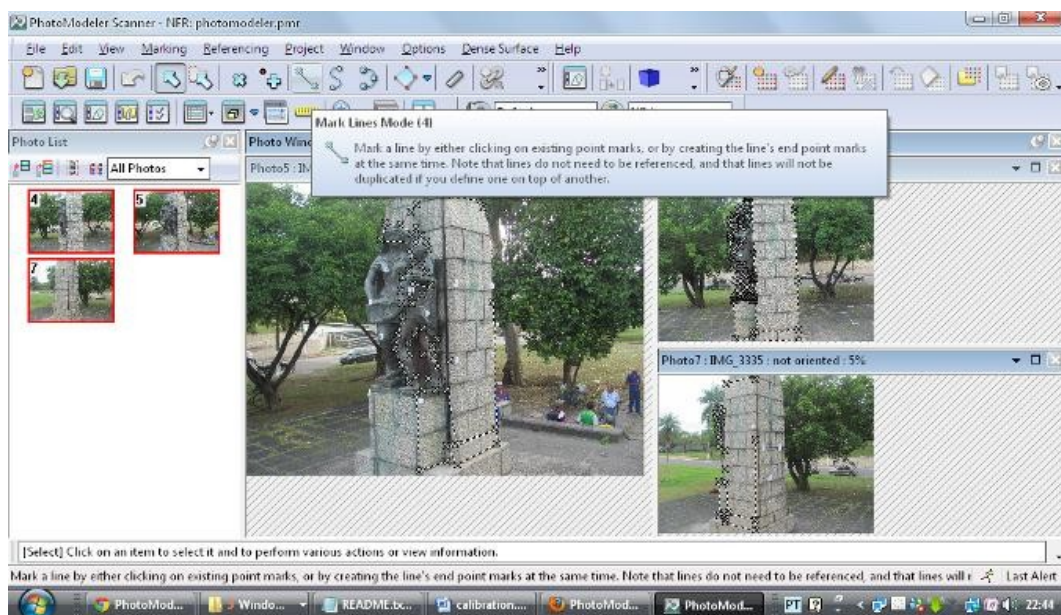 PhotoModeler Scanner - NFR: photomodeler.pmr
File Edit View Marking Referencing Project Window Options Dense Surface Help
Photo List
Photo Wind
All Photos
Photo5 : IM
Mark Lines Mode (4)
Mark a line by either clicking on existing point marks, or by creating the line's end point marks
at the same time. Note that lines do not need to be referenced, and that lines will not be
duplicated if you define one on top of another.
4
5
7
Photo7 : IMG_3335 : not oriented : 5%
[Select] Click on an item to select it and to perform various actions or view information.
Mark a line by either clicking on existing point marks, or by creating the line's end point marks at the same time. Note that lines do not need to be referenced, and that lines will r
Last Alert
PhotoMod...
3 Windo...
README.tx...
calibration....
PhotoMod...
PhotoMod...
PT